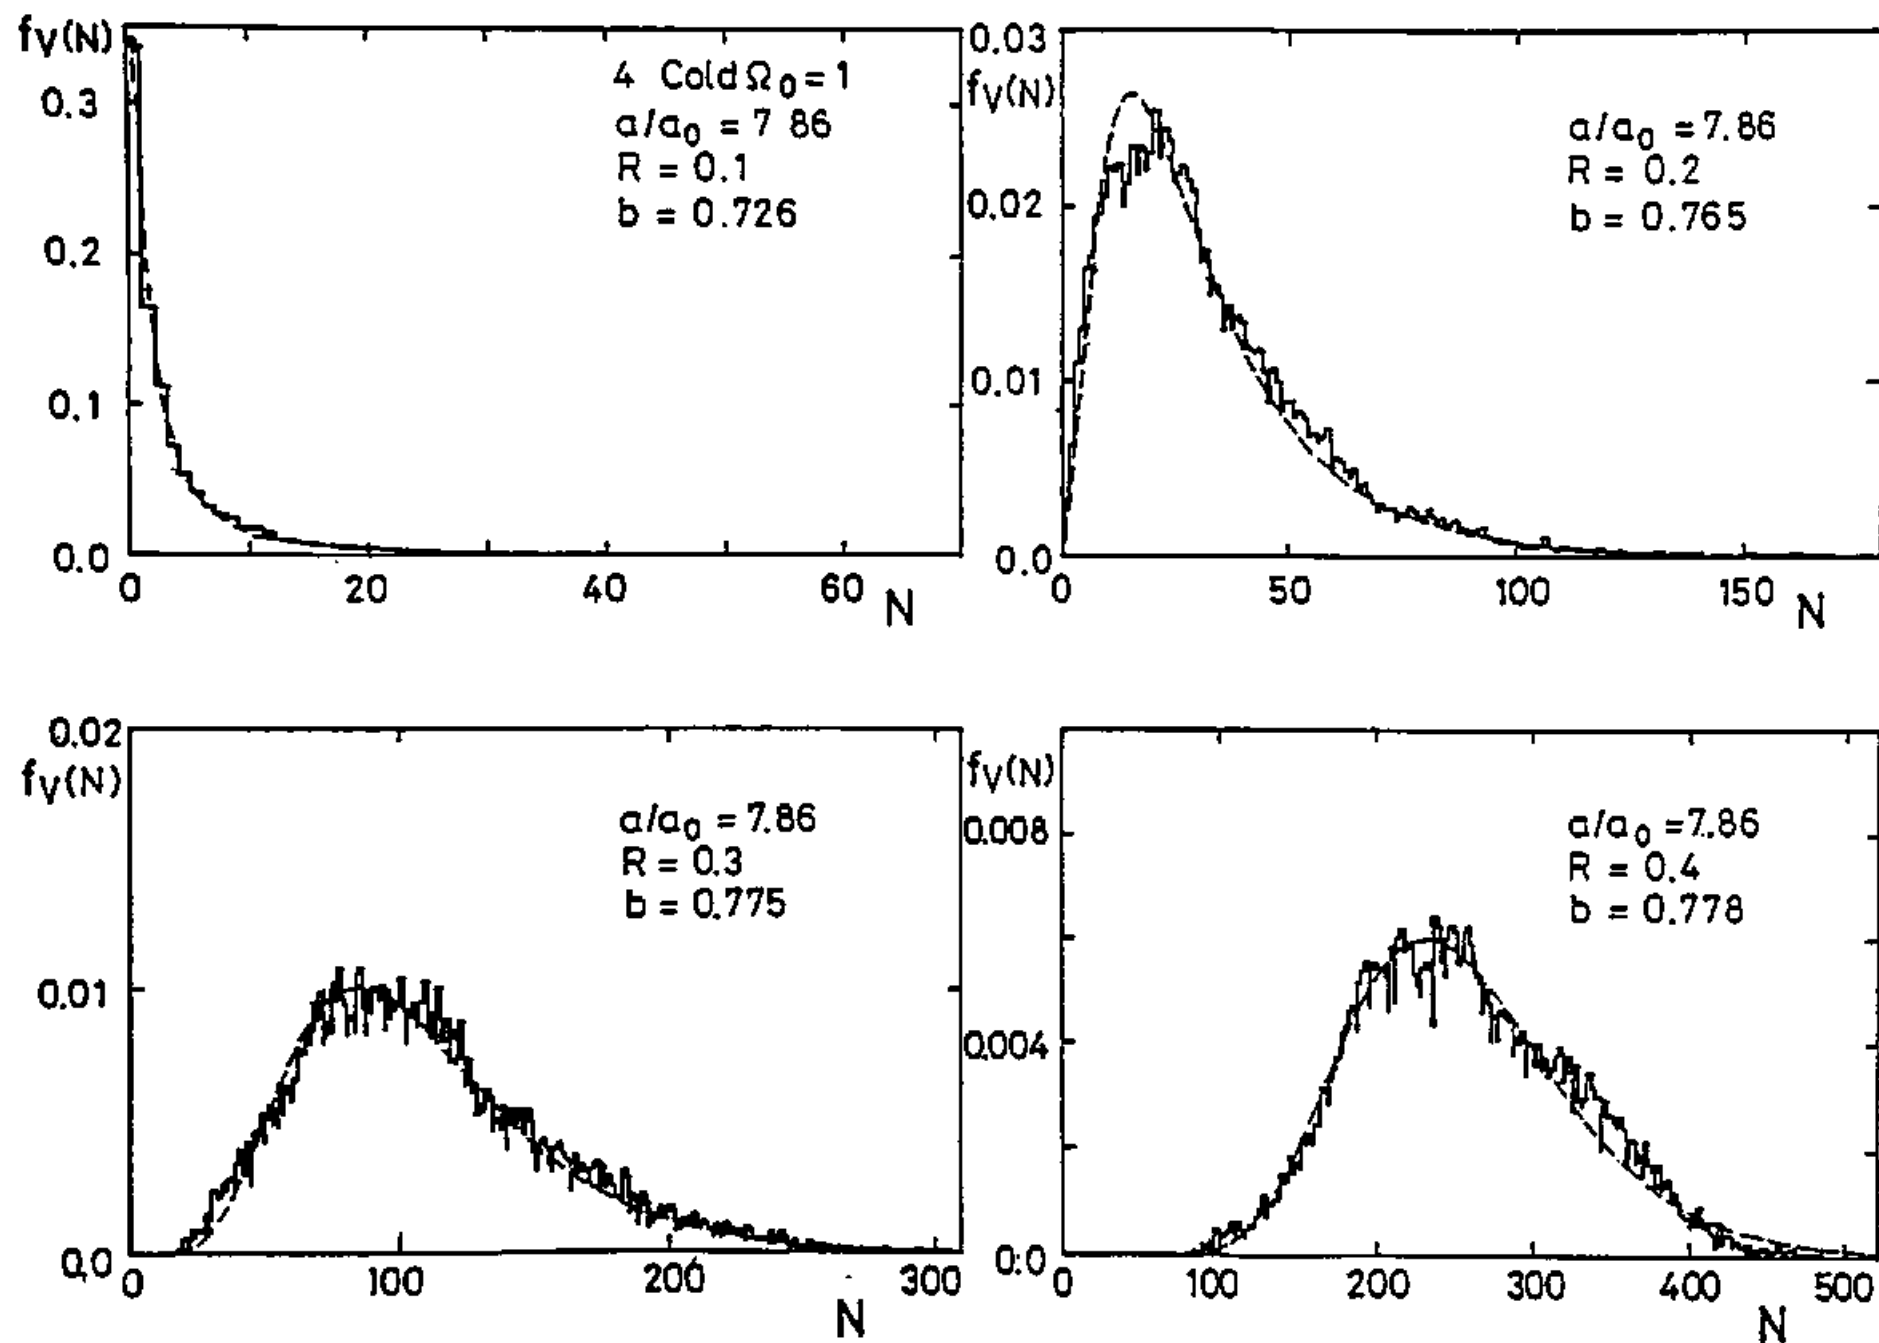 fV(N)
0.3
0.2
0.1
0.0
4 Cold Ω0 = 1
a/a0 = 7 86
R = 0.1
b = 0.726
0 20 40 60 N
0.03
fV(N)
0.02
0.01
0.0
a/a0 = 7.86
R = 0.2
b = 0.765
0 50 100 150 N
0.02
fV(N)
0.01
0,0
a/a0 = 7.86
R = 0.3
b = 0.775
0 100 200 300
N
fV(N)
0.008
0.004
0.0
a/a0 = 7.86
R = 0.4
b = 0.778
0 100 200 300 400 500
N